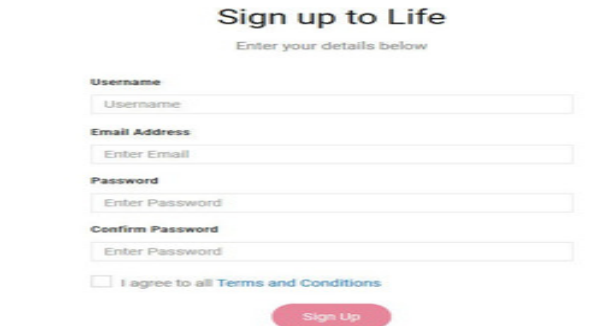 Sign up to Life
Enter your details below
Username
Username
Email Address
Enter Email
Password
Enter Password
Confirm Password
Enter Password
I agree to all Terms and Conditions
Sign Up